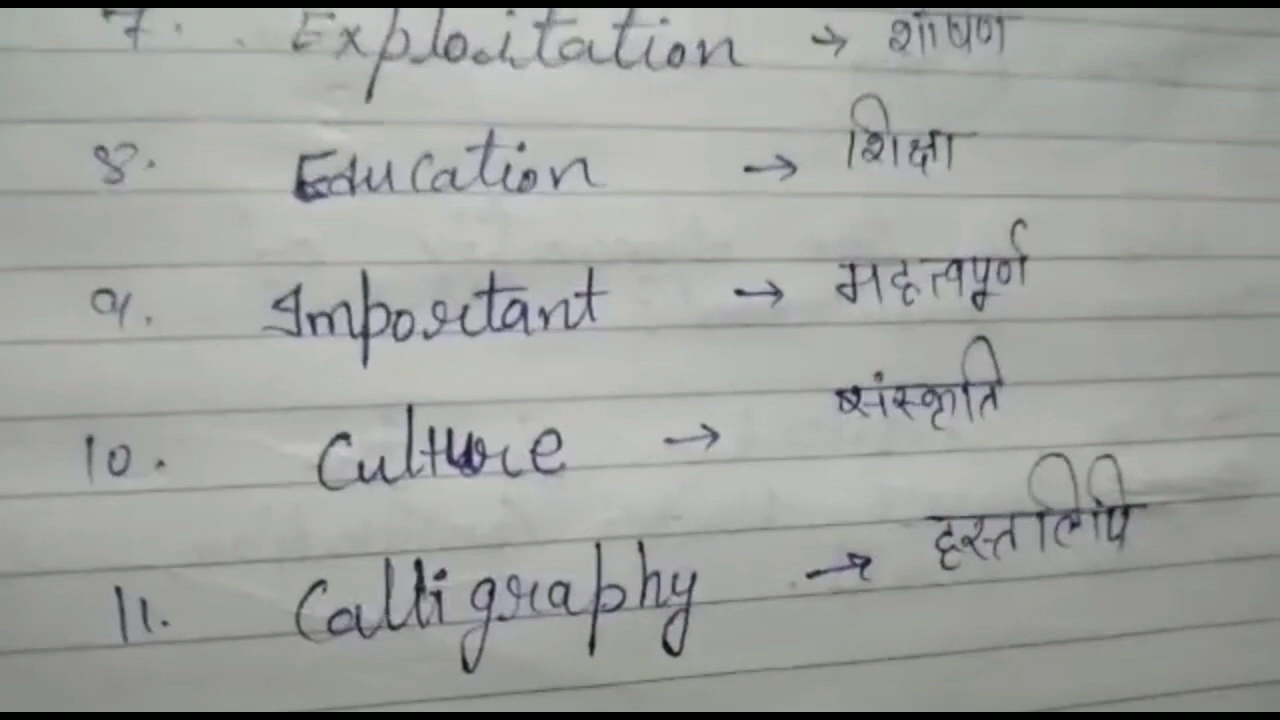 7. Exploitation → शोषण
8. Education → शिक्षा
9. Important → महत्वपूर्ण
10. Culture → संस्कृति
11. Calligraphy → हस्तलिपि